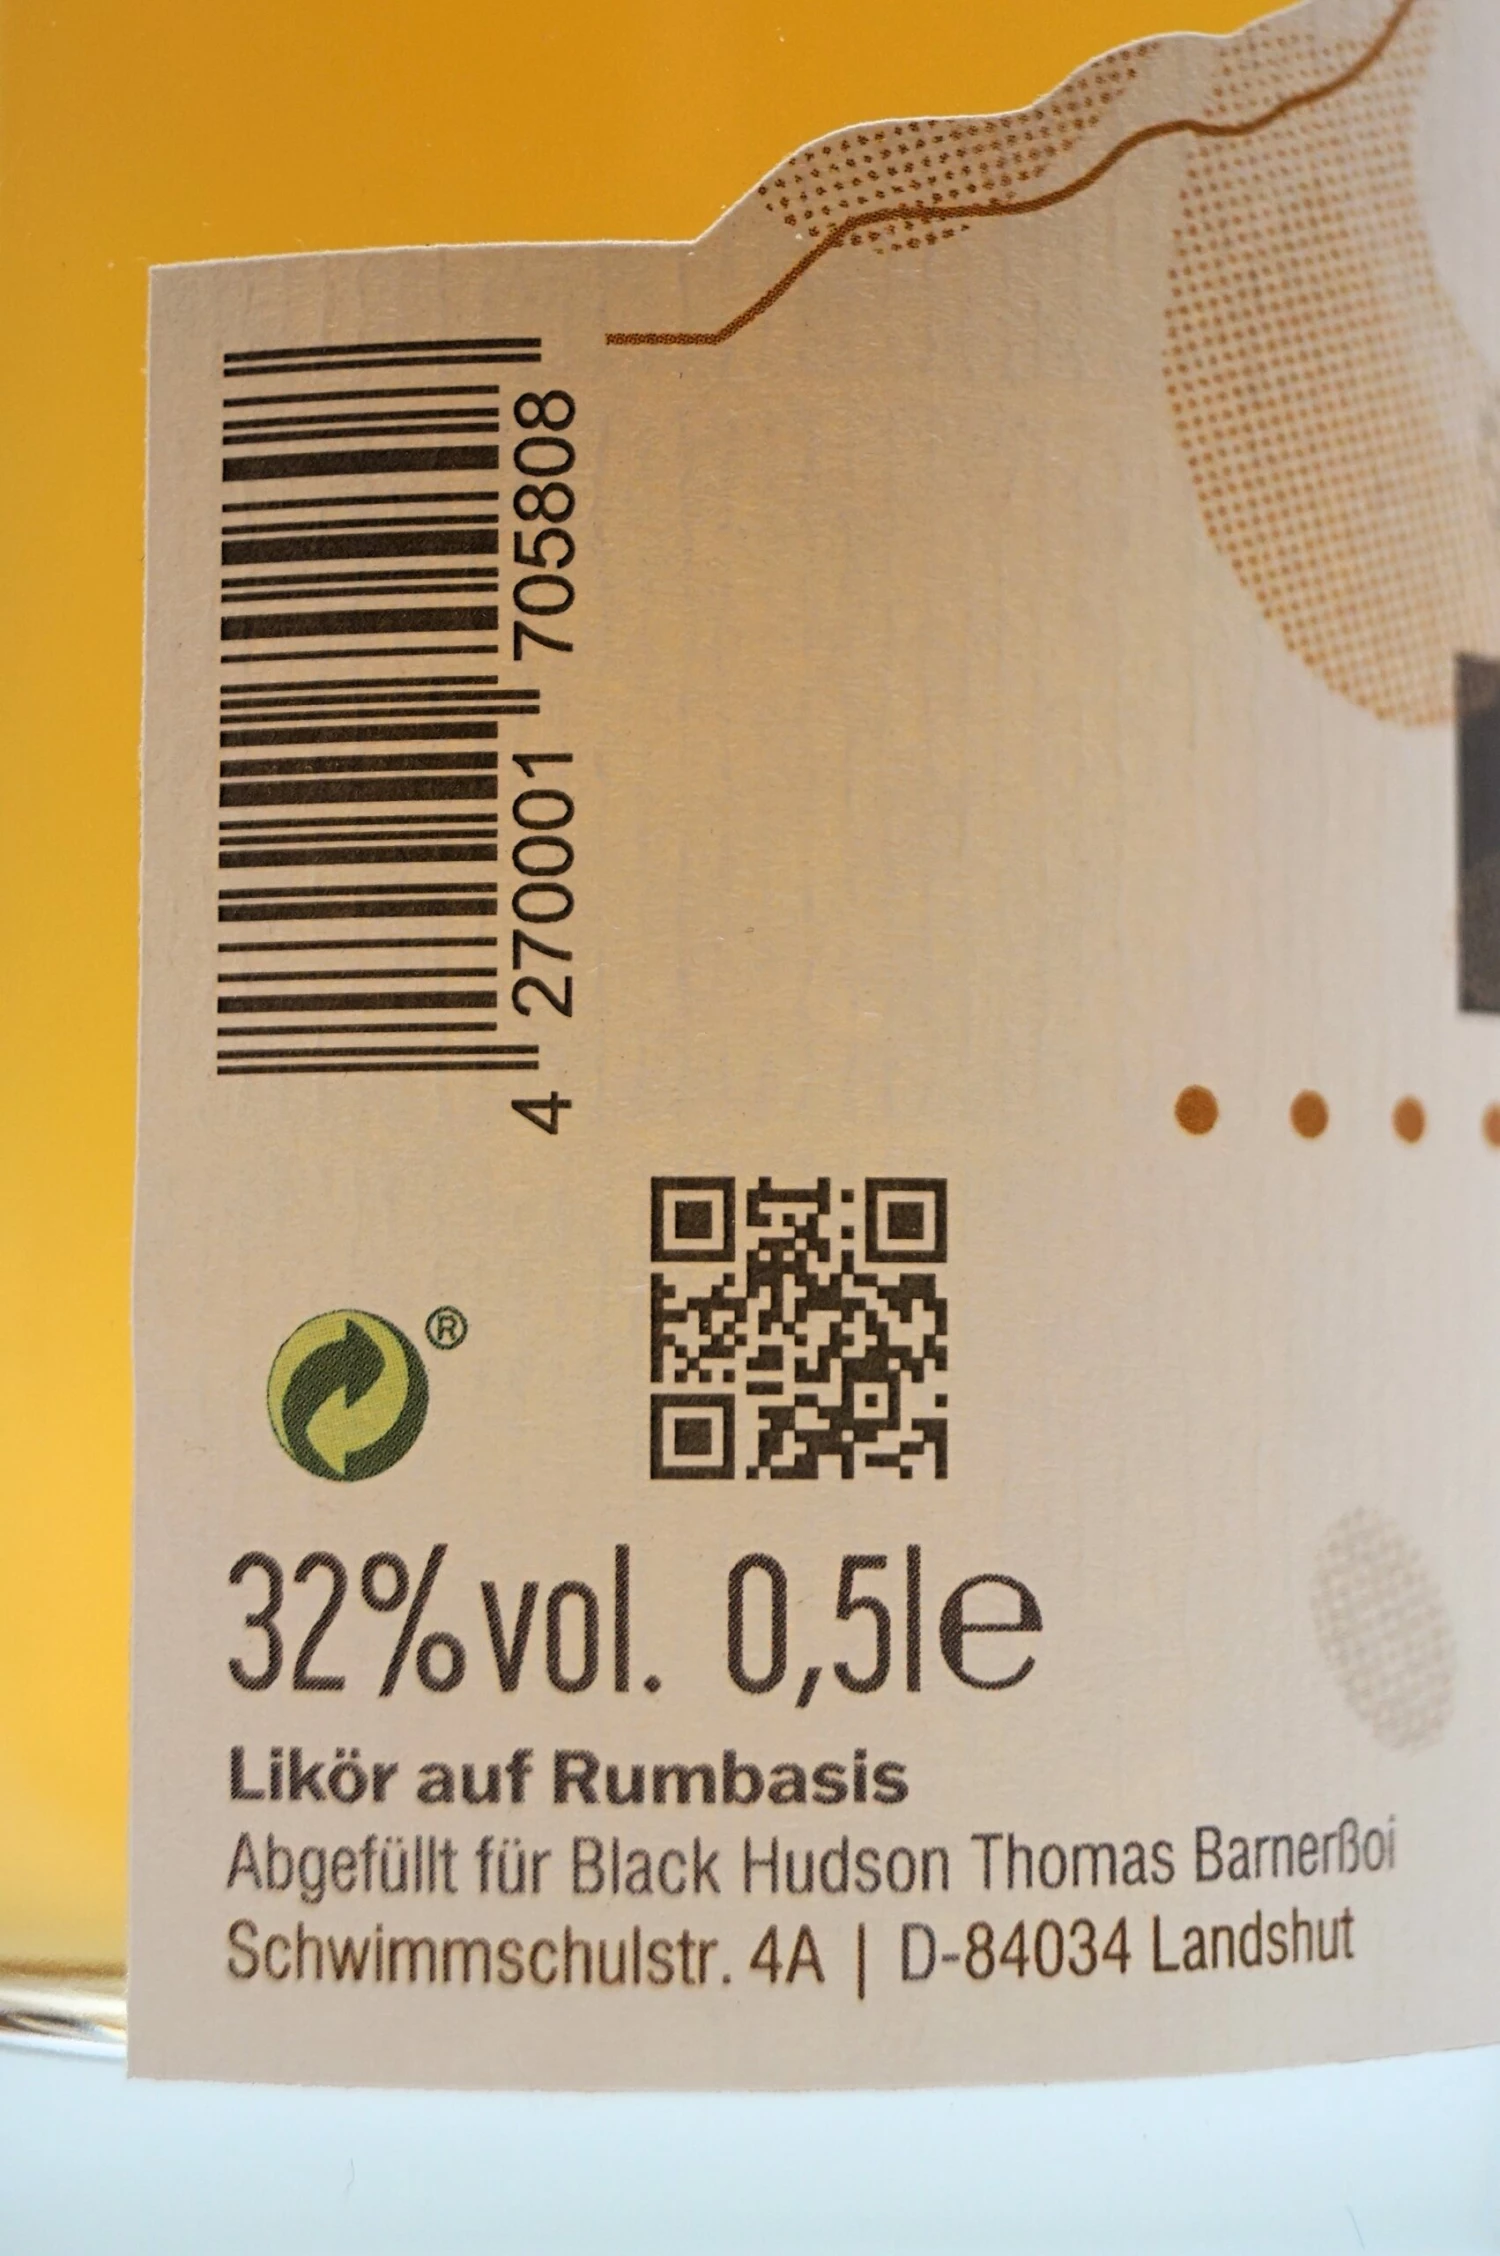 4 270001 705808
®
32%vol. 0,5l e
Likör auf Rumbasis
Abgefüllt für Black Hudson Thomas Barnerßoi
Schwimmschulstr. 4A | D-84034 Landshut